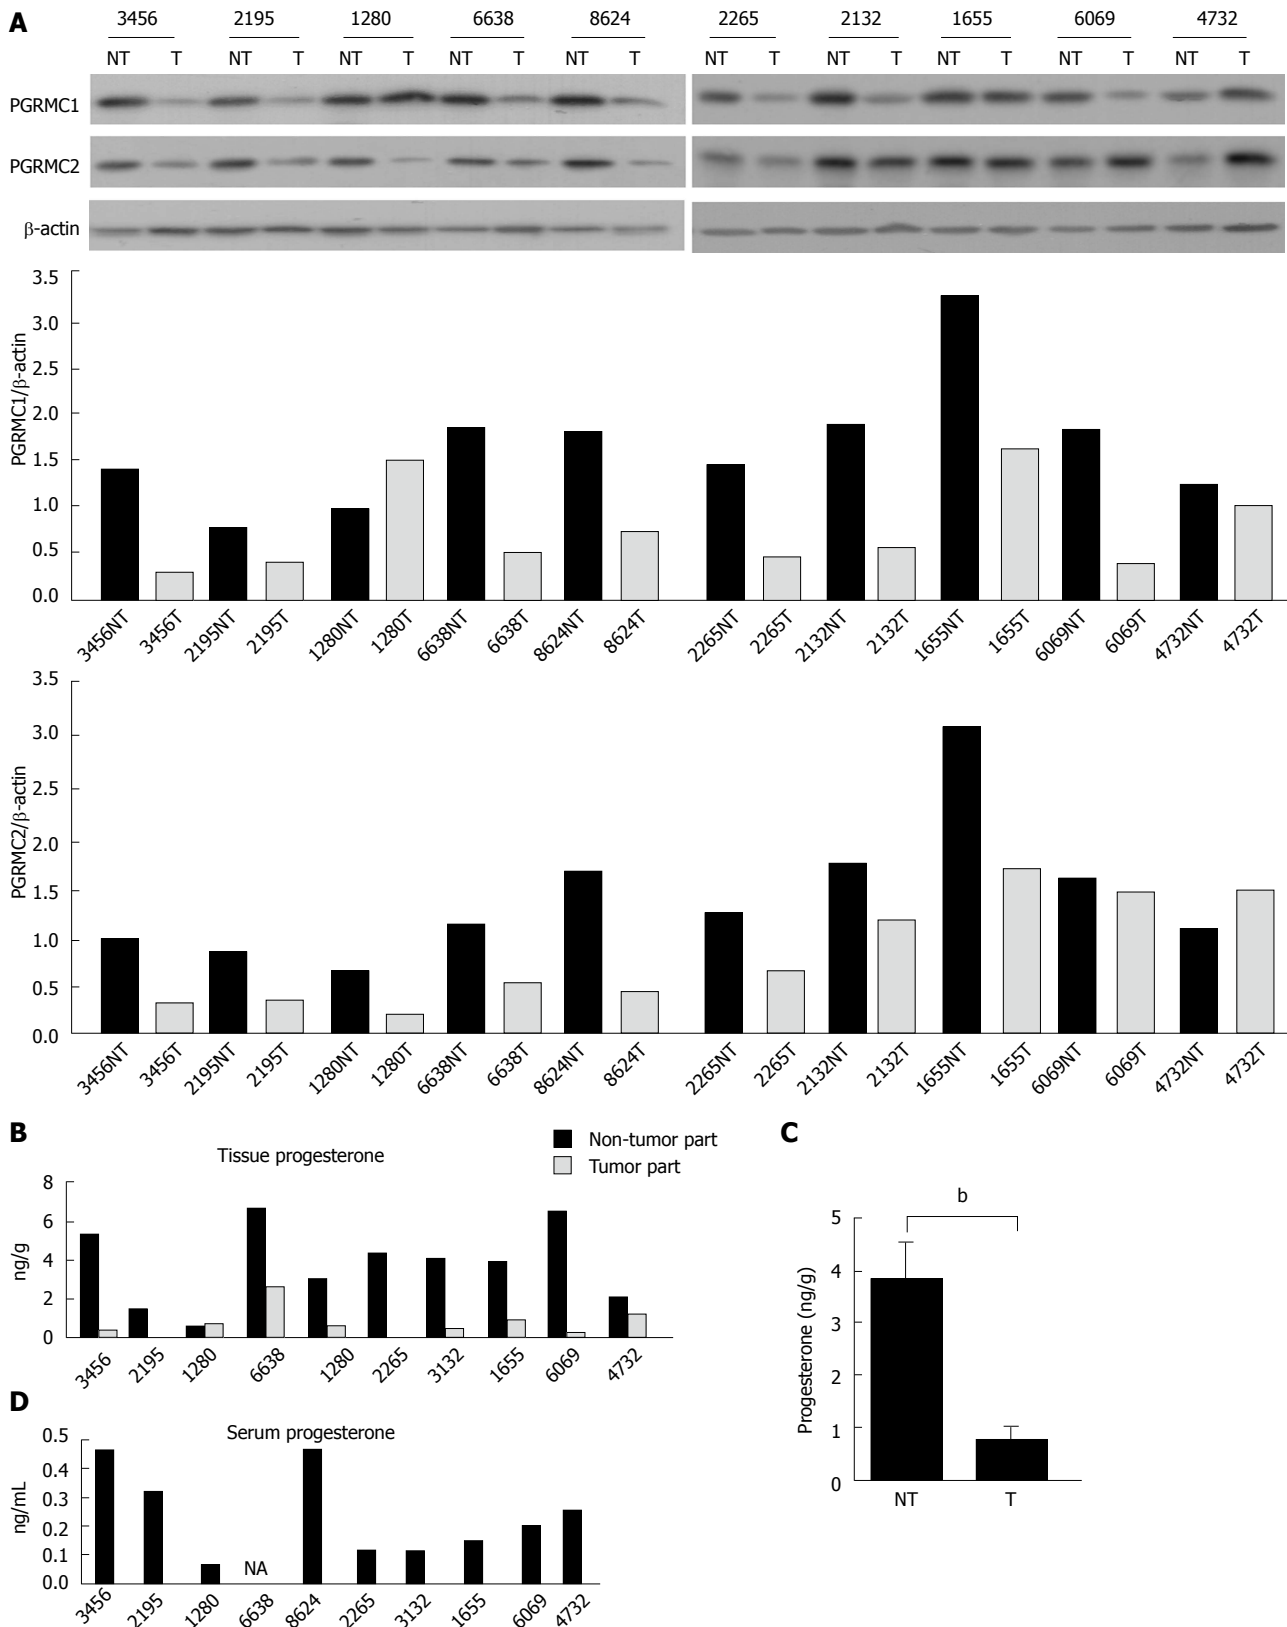 A
3456 2195 1280 6638 8624 2265 2132 1655 6069 4732
NT T NT T NT T NT T NT T NT T NT T NT T NT T NT T
PGRMC1
PGRMC2
β-actin
3.5
3.0
2.5
2.0
1.5
1.0
0.5
0.0
PGRMC1/β-actin
3456NT 3456T 2195NT 2195T 1280NT 1280T 6638NT 6638T 8624NT 8624T 2265NT 2265T 2132NT 2132T 1655NT 1655T 6069NT 6069T 4732NT 4732T
3.5
3.0
2.5
2.0
1.5
1.0
0.5
0.0
PGRMC2/β-actin
3456NT 3456T 2195NT 2195T 1280NT 1280T 6638NT 6638T 8624NT 8624T 2265NT 2265T 2132NT 2132T 1655NT 1655T 6069NT 6069T 4732NT 4732T
B
Tissue progesterone
Non-tumor part
Tumor part
8
6
4
2
0
ng/g
3456 2195 1280 6638 1280 2265 3132 1655 6069 4732
C
b
5
4
3
2
1
0
Progesterone (ng/g)
NT T
D
Serum progesterone
0.5
0.4
0.3
0.2
0.1
0.0
ng/mL
NA
3456 2195 1280 6638 8624 2265 3132 1655 6069 4732